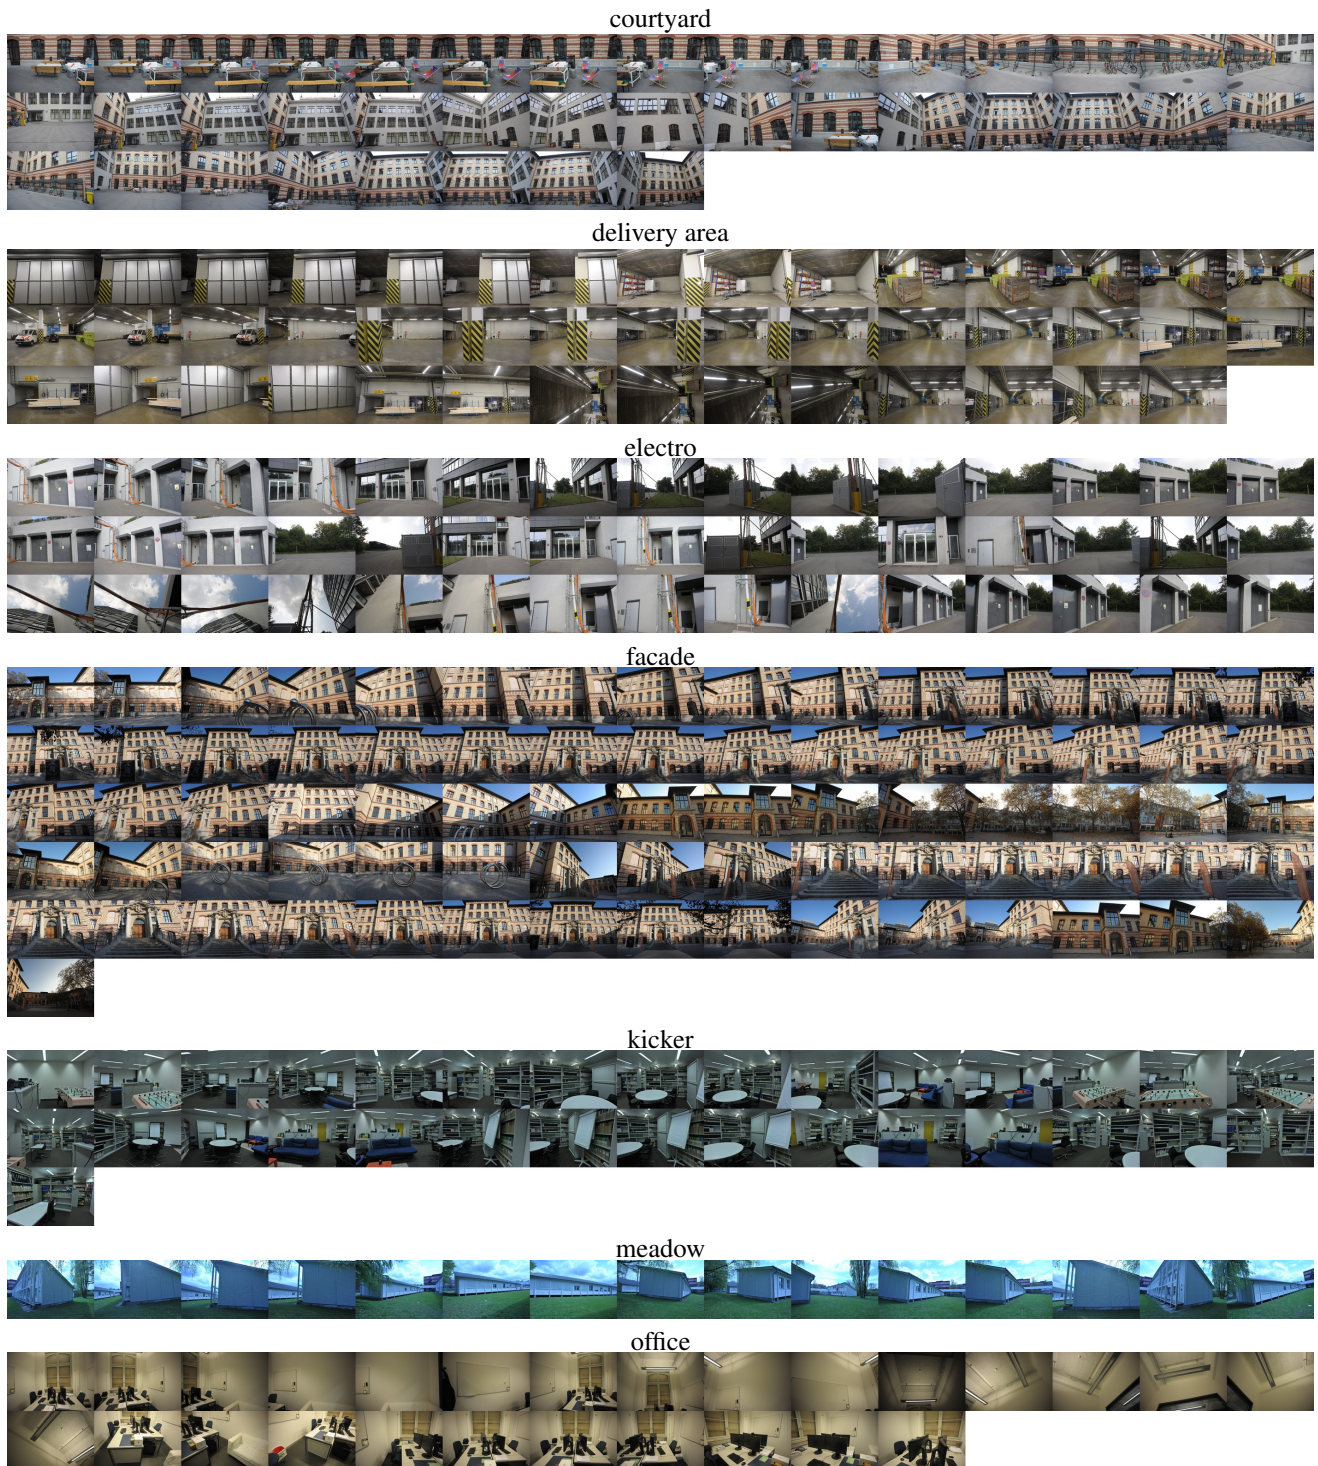 courtyard
delivery area
electro
facade
kicker
meadow
office